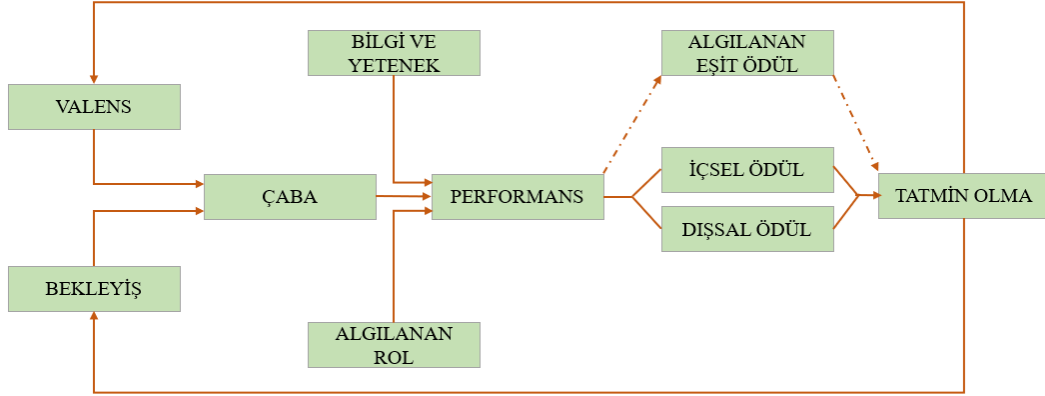 BİLGİ VE
YETENEK
ALGILANAN
EŞİT ÖDÜL
VALENS
İÇSEL ÖDÜL
ÇABA
PERFORMANS
TATMİN OLMA
DIŞSAL ÖDÜL
BEKLEYİŞ
ALGILANAN
ROL